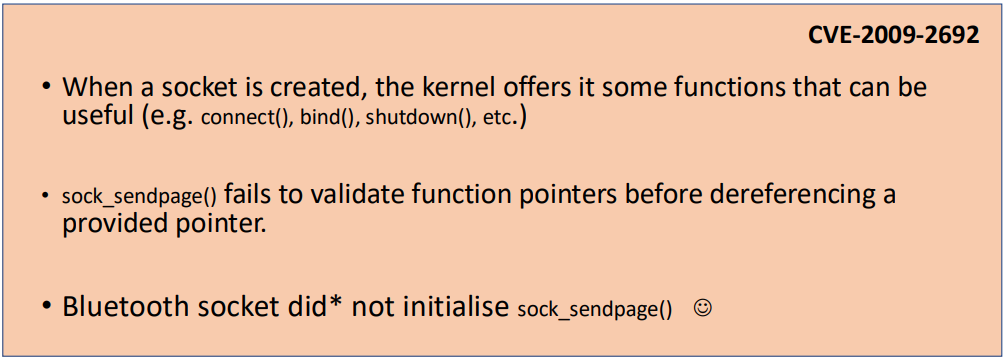 CVE-2009-2692
• When a socket is created, the kernel offers it some functions that can be
useful (e.g. connect(), bind(), shutdown(), etc.)
• sock_sendpage() fails to validate function pointers before dereferencing a
provided pointer.
• Bluetooth socket did* not initialise sock_sendpage() ☺